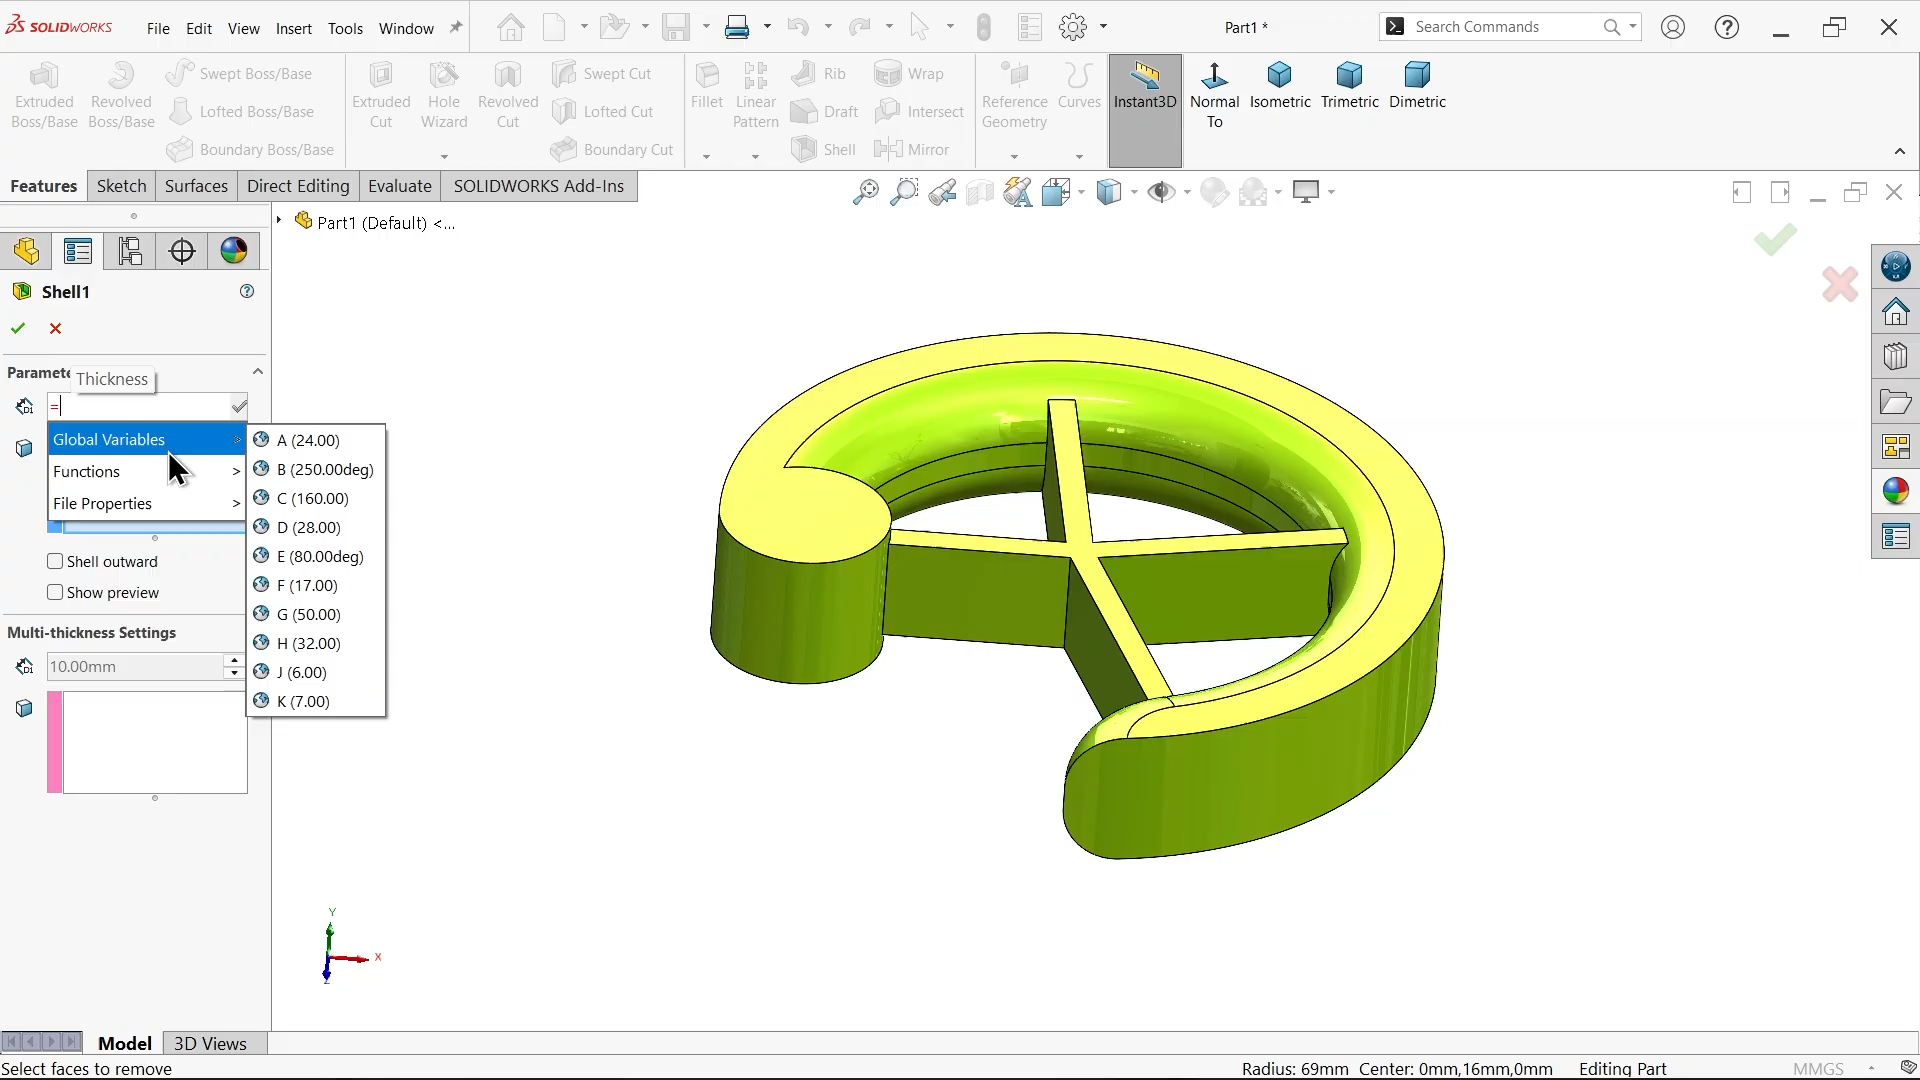 SOLIDWORKS File Edit View Insert Tools Window
Part1 *
Search Commands
Extruded Boss/Base
Revolved Boss/Base
Swept Boss/Base
Lofted Boss/Base
Boundary Boss/Base
Extruded Cut
Hole Wizard
Revolved Cut
Swept Cut
Lofted Cut
Boundary Cut
Fillet
Linear Pattern
Rib
Draft
Shell
Wrap
Intersect
Mirror
Reference Geometry
Curves
Instant3D
Normal To
Isometric
Trimetric
Dimetric
Features Sketch Surfaces Direct Editing Evaluate SOLIDWORKS Add-Ins
Part1 (Default) <...
Shell1
Paramete
Thickness
=
Global Variables
Functions >
File Properties >
A (24.00)
B (250.00deg)
C (160.00)
D (28.00)
E (80.00deg)
F (17.00)
G (50.00)
H (32.00)
J (6.00)
K (7.00)
Shell outward
Show preview
Multi-thickness Settings
10.00mm
Y
X
Z
Model 3D Views
Select faces to remove
Radius: 69mm Center: 0mm,16mm,0mm Editing Part MMGS